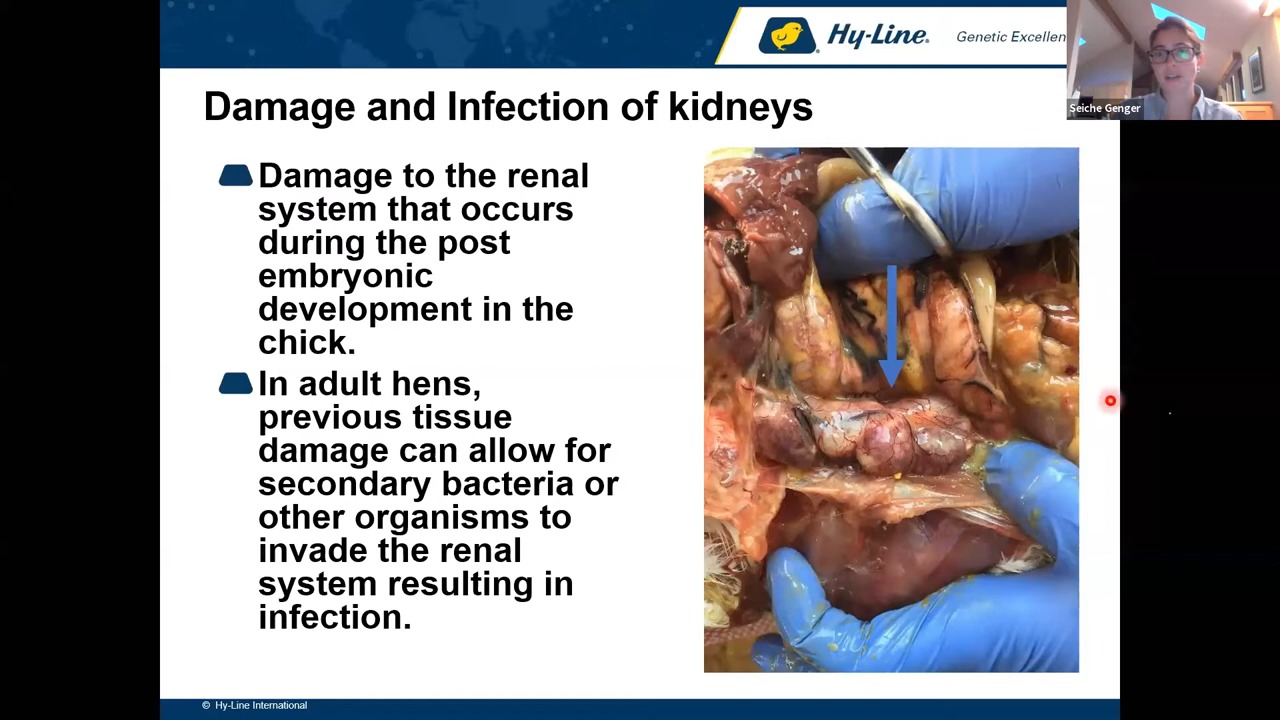 Hy-Line®
Genetic Excellen
Seiche Genger
Damage and Infection of kidneys
Damage to the renal
system that occurs
during the post
embryonic
development in the
chick.
In adult hens,
previous tissue
damage can allow for
secondary bacteria or
other organisms to
invade the renal
system resulting in
infection.
© Hy-Line International